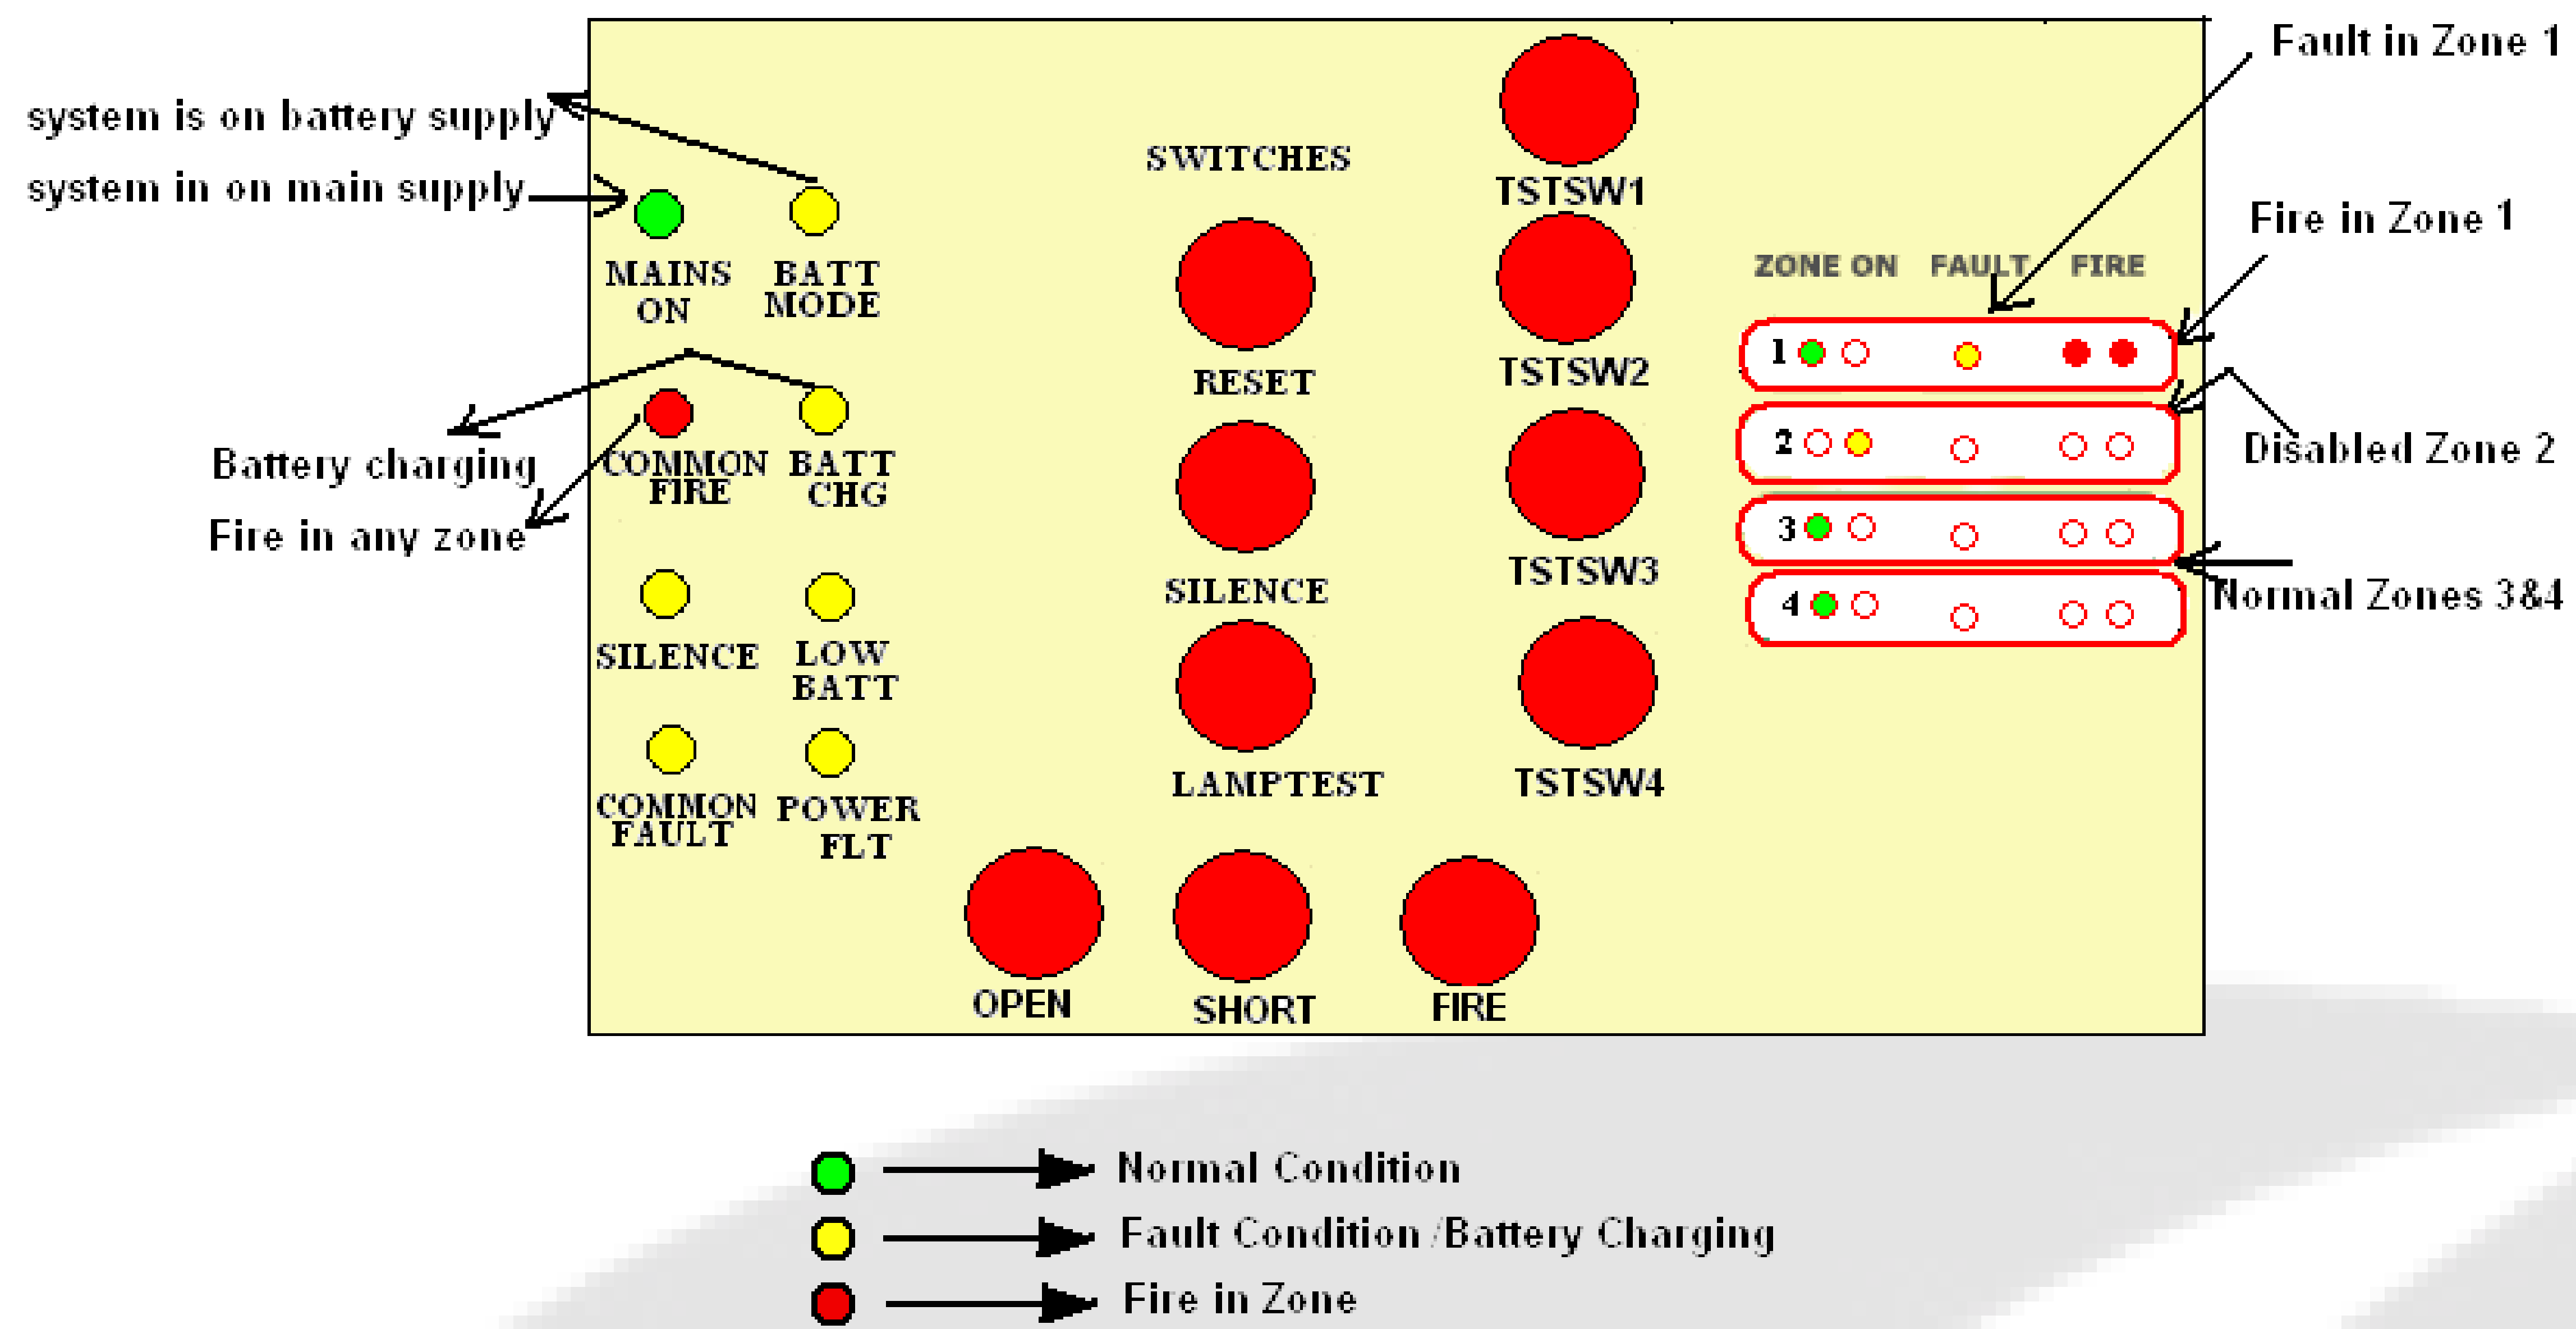 Fault in Zone 1
system is on battery supply
SWITCHES
system in on main supply
TSTSW1
Fire in Zone 1
MAINS
ON
BATT
MODE
ZONE ON FAULT FIRE
1
RESET
TSTSW2
2
Disabled Zone 2
Battery charging
COMMON
FIRE
BATT
CHG
Fire in any zone
3
SILENCE
TSTSW3
4
Normal Zones 3&4
SILENCE
LOW
BATT
LAMPTEST
TSTSW4
COMMON
FAULT
POWER
FLT
OPEN
SHORT
FIRE
Normal Condition
Fault Condition /Battery Charging
Fire in Zone